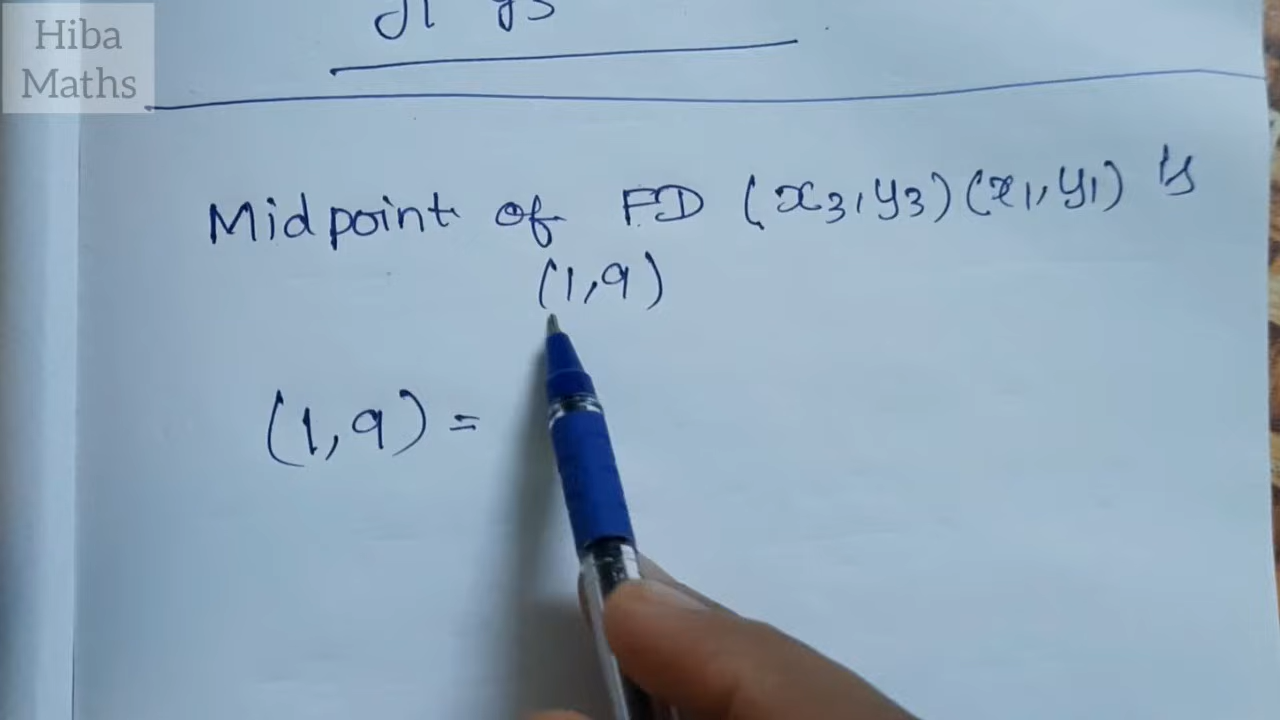 Hiba
Maths
Midpoint of FD (x3,y3)(x1,y1) is
(1,9)
(1,9) =